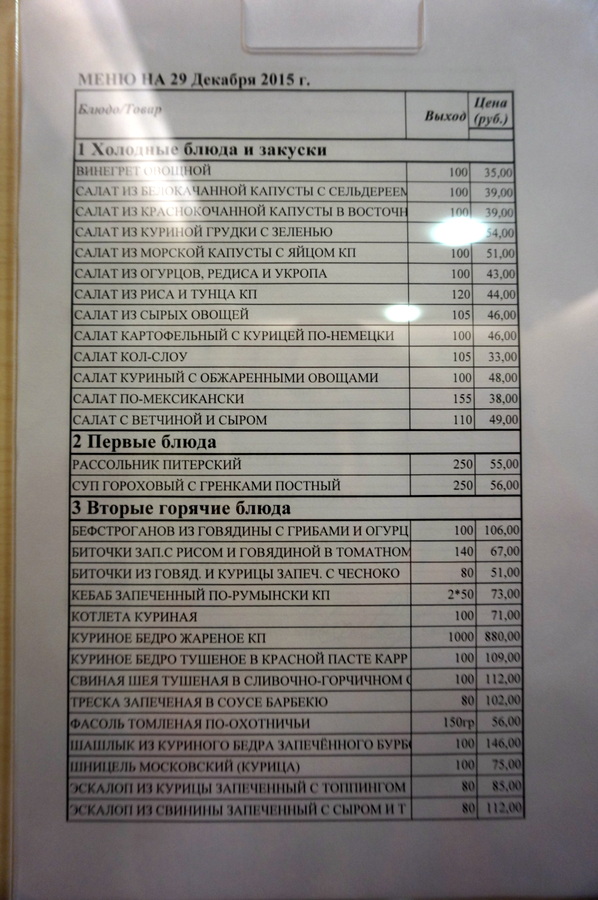 МЕНЮ НА 29 Декабря 2015 г.
Блюдо/Товар Выход Цена (руб.)
1 Холодные блюда и закуски
ВИНЕГРЕТ ОВОЩНОЙ 100 35,00
САЛАТ ИЗ БЕЛОКАЧАННОЙ КАПУСТЫ С СЕЛЬДЕРЕЕМ 100 39,00
САЛАТ ИЗ КРАСНОКОЧАННОЙ КАПУСТЫ В ВОСТОЧН 100 39,00
САЛАТ ИЗ КУРИНОЙ ГРУДКИ С ЗЕЛЕНЬЮ 54,00
САЛАТ ИЗ МОРСКОЙ КАПУСТЫ С ЯЙЦОМ КП 100 51,00
САЛАТ ИЗ ОГУРЦОВ, РЕДИСА И УКРОПА 100 43,00
САЛАТ ИЗ РИСА И ТУНЦА КП 120 44,00
САЛАТ ИЗ СЫРЫХ ОВОЩЕЙ 105 46,00
САЛАТ КАРТОФЕЛЬНЫЙ С КУРИЦЕЙ ПО-НЕМЕЦКИ 100 46,00
САЛАТ КОЛ-СЛОУ 105 33,00
САЛАТ КУРИНЫЙ С ОБЖАРЕННЫМИ ОВОЩАМИ 100 48,00
САЛАТ ПО-МЕКСИКАНСКИ 155 38,00
САЛАТ С ВЕТЧИНОЙ И СЫРОМ 110 49,00
2 Первые блюда
РАССОЛЬНИК ПИТЕРСКИЙ 250 55,00
СУП ГОРОХОВЫЙ С ГРЕНКАМИ ПОСТНЫЙ 250 56,00
3 Вторые горячие блюда
БЕФСТРОГАНОВ ИЗ ГОВЯДИНЫ С ГРИБАМИ И ОГУРЦ 100 106,00
БИТОЧКИ ЗАП.С РИСОМ И ГОВЯДИНОЙ В ТОМАТНОМ 140 67,00
БИТОЧКИ ИЗ ГОВЯД. И КУРИЦЫ ЗАПЕЧ. С ЧЕСНОКО 80 51,00
КЕБАБ ЗАПЕЧЕННЫЙ ПО-РУМЫНСКИ КП 2*50 73,00
КОТЛЕТА КУРИНАЯ 100 71,00
КУРИНОЕ БЕДРО ЖАРЕНОЕ КП 1000 880,00
КУРИНОЕ БЕДРО ТУШЕНОЕ В КРАСНОЙ ПАСТЕ КАРР 100 109,00
СВИНАЯ ШЕЯ ТУШЕНАЯ В СЛИВОЧНО-ГОРЧИЧНОМ С 100 112,00
ТРЕСКА ЗАПЕЧЕНАЯ В СОУСЕ БАРБЕКЮ 80 102,00
ФАСОЛЬ ТОМЛЕНАЯ ПО-ОХОТНИЧЬИ 150гр 56,00
ШАШЛЫК ИЗ КУРИНОГО БЕДРА ЗАПЕЧЁННОГО БУРБО 100 146,00
ШНИЦЕЛЬ МОСКОВСКИЙ (КУРИЦА) 100 75,00
ЭСКАЛОП ИЗ КУРИЦЫ ЗАПЕЧЕННЫЙ С ТОППИНГОМ 80 85,00
ЭСКАЛОП ИЗ СВИНИНЫ ЗАПЕЧЕННЫЙ С СЫРОМ И Т 80 112,00